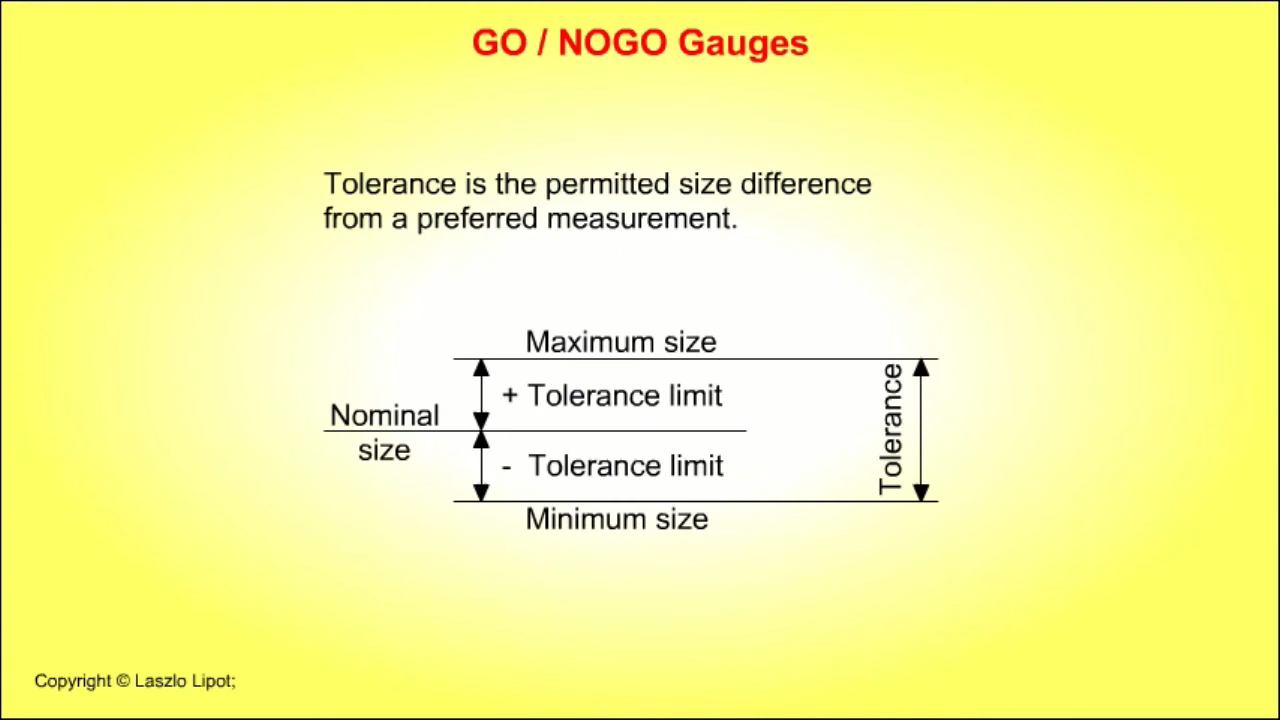 GO / NOGO Gauges
Tolerance is the permitted size difference
from a preferred measurement.
Maximum size
+ Tolerance limit
Nominal
size
- Tolerance limit
Minimum size
Tolerance
Copyright © Laszlo Lipot;